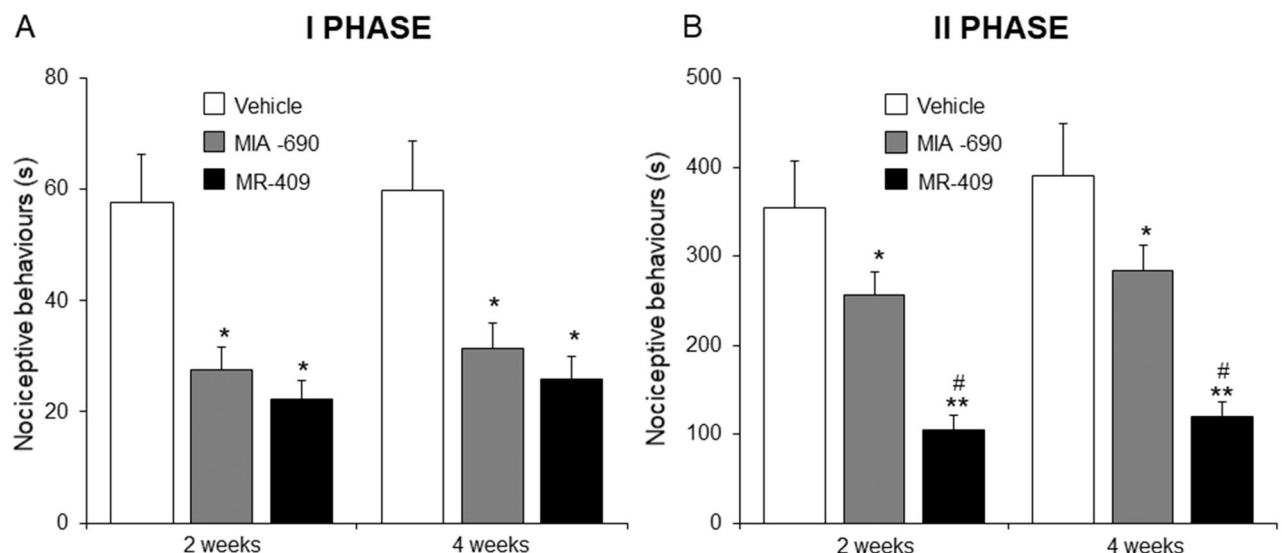 A
I PHASE
Nociceptive behaviours (s)
80
60
40
20
0
Vehicle
MIA -690
MR-409
*
*
*
*
2 weeks
4 weeks
B
II PHASE
Nociceptive behaviours (s)
500
400
300
200
100
0
Vehicle
MIA -690
MR-409
*
#
**
*
#
**
2 weeks
4 weeks